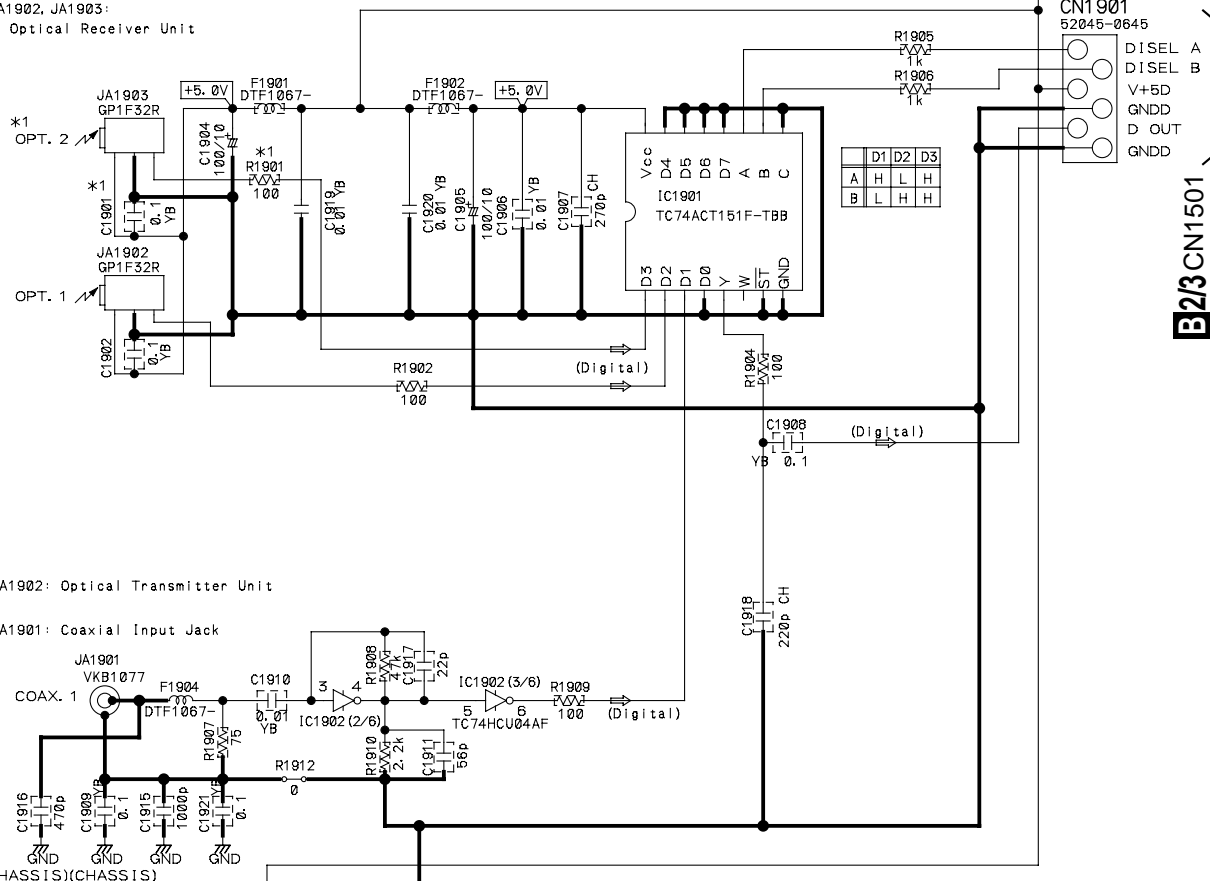 A1902, JA1903:
Optical Receiver Unit
CN1901
52045-0645
DISEL A
DISEL B
V+5D
GNDD
D OUT
GNDD
R1905
1k
R1906
1k
JA1903
GP1F32R
*1
OPT. 2
+5.0V
F1901
DTF1067-
F1902
DTF1067-
+5.0V
C1904
100/10
*1
R1901
100
*1
C1901
0.1
YB
C1919
0.01 YB
C1920
0.01 YB
C1905
100/10
C1906
0.01 YB
C1907
270p CH
Vcc D4 D5 D6 D7 A B C
IC1901
TC74ACT151F-TBB
D3 D2 D1 D0 Y -W ST GND
D1 D2 D3
A H L H
B L H H
JA1902
GP1F32R
OPT. 1
C1902
0.1
YB
(Digital)
R1902
100
R1904
100
C1908
YB 0.1
(Digital)
B 2/3 CN1501
C1918
220p CH
A1902: Optical Transmitter Unit
A1901: Coaxial Input Jack
JA1901
VKB1077
COAX. 1
F1904
DTF1067-
R1907
75
C1910
0.01
YB
3 4
IC1902(2/6)
R1908
47k
C1917
22p
IC1902(3/6)
5 6
TC74HCU04AF
R1909
100
(Digital)
R1910
2.2k
C1911
56p
R1912
0
C1916
470p
C1909
YB
0.1
C1915
1000p
C1921
YB
0.1
GND GND GND GND
HASSIS)(CHASSIS)